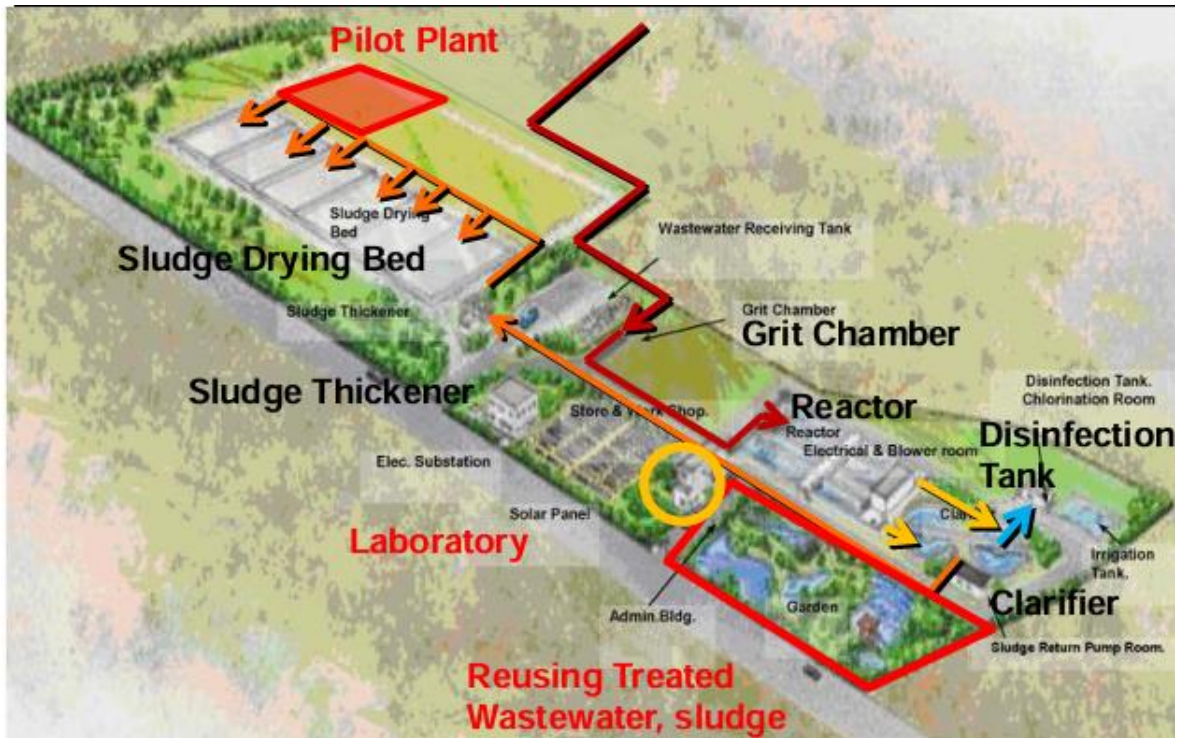 Pilot Plant
Sludge Drying
Bed
Sludge Drying Bed
Wastewater Receiving Tank
Sludge Thickener
Grit Chamber
Grit Chamber
Sludge Thickener
Disinfection Tank.
Chlorination Room
Store & Work Shop.
Reactor
Reactor
Electrical & Blower room
Disinfection
Tank
Elec. Substation
Solar Panel
Laboratory
Irrigation
Tank.
Admin.Bldg.
Garden
Clarifier
Sludge Return Pump Room.
Reusing Treated
Wastewater, sludge